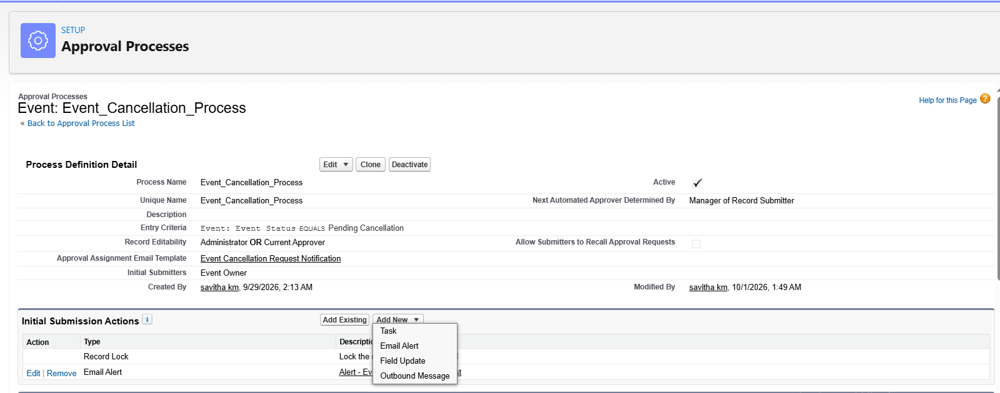 SETUP
Approval Processes
Approval Processes
Event: Event_Cancellation_Process
« Back to Approval Process List
Help for this Page ?
Process Definition Detail
Edit ▼ Clone Deactivate
Process Name Event_Cancellation_Process Active ✓
Unique Name Event_Cancellation_Process Next Automated Approver Determined By Manager of Record Submitter
Description
Entry Criteria Event: Event Status EQUALS Pending Cancellation
Record Editability Administrator OR Current Approver Allow Submitters to Recall Approval Requests
Approval Assignment Email Template Event Cancellation Request Notification
Initial Submitters Event Owner
Created By savitha km, 9/29/2026, 2:13 AM Modified By savitha km, 10/1/2026, 1:49 AM
Initial Submission Actions i
Add Existing Add New ▼
Task
Email Alert
Field Update
Outbound Message
Action Type
Record Lock Lock the
Edit | Remove Email Alert Alert -